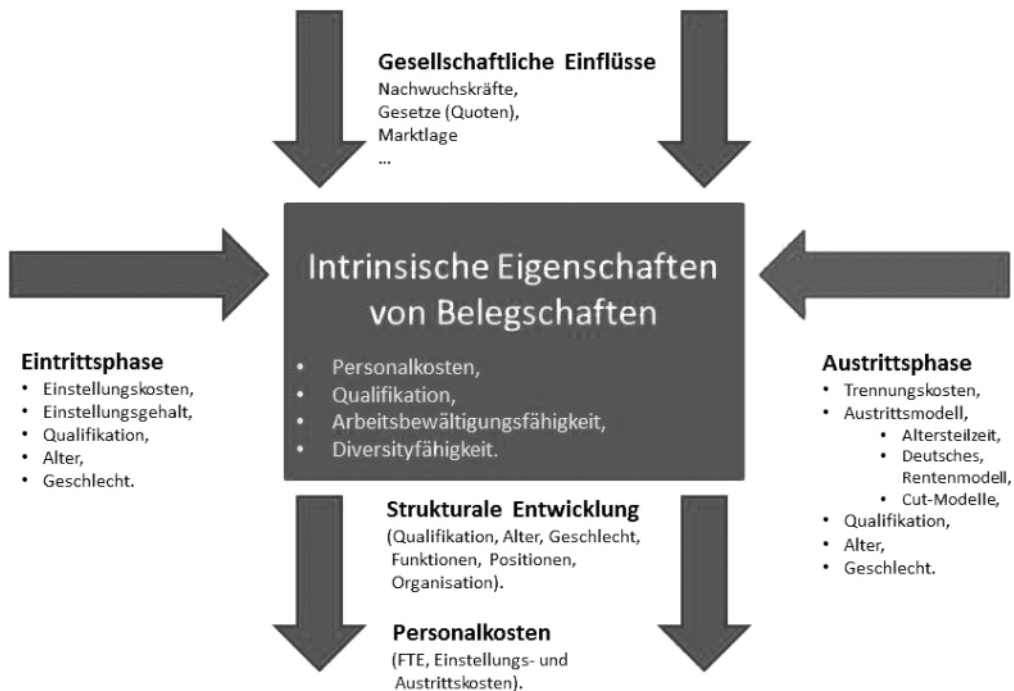 Gesellschaftliche Einflüsse
Nachwuchskräfte,
Gesetze (Quoten),
Marktlage
...
Intrinsische Eigenschaften
von Belegschaften
• Personalkosten,
• Qualifikation,
• Arbeitsbewältigungsfähigkeit,
• Diversityfähigkeit.
Eintrittsphase
• Einstellungskosten,
• Einstellungsgehalt,
• Qualifikation,
• Alter,
• Geschlecht.
Austrittsphase
• Trennungskosten,
• Austrittsmodell,
• Altersteilzeit,
• Deutsches,
Rentenmodell,
• Cut-Modelle,
• Qualifikation,
• Alter,
• Geschlecht.
Strukturale Entwicklung
(Qualifikation, Alter, Geschlecht,
Funktionen, Positionen,
Organisation).
Personalkosten
(FTE, Einstellungs- und
Austrittskosten).